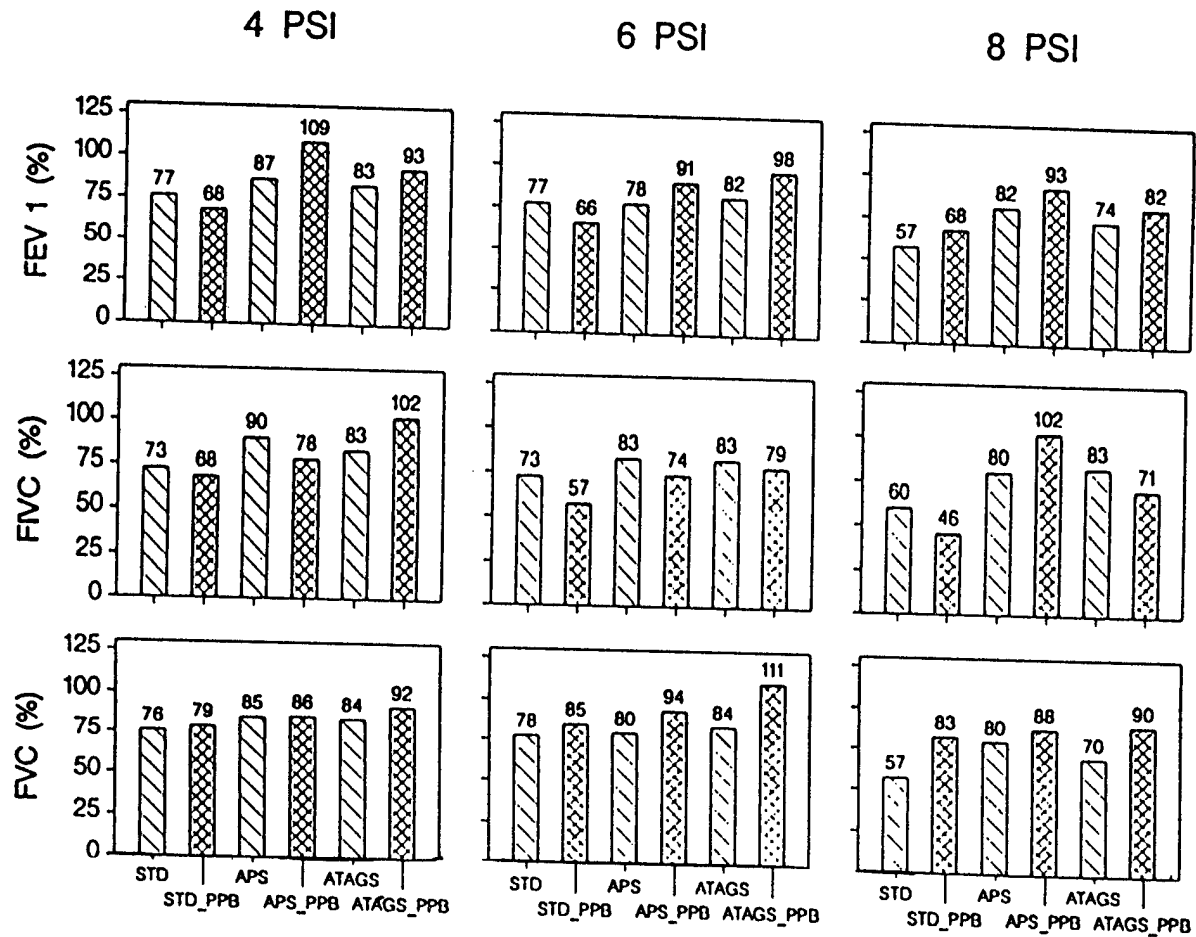 4 PSI 6 PSI 8 PSI
FEV 1 (%)
125
100
75
50
25
0
77 68 87 109 83 93
77 66 78 91 82 98
57 68 82 93 74 82
FIVC (%)
125
100
75
50
25
0
73 68 90 78 83 102
73 57 83 74 83 79
60 46 80 102 83 71
FVC (%)
125
100
75
50
25
0
76 79 85 86 84 92
78 85 80 94 84 111
57 83 80 88 70 90
STD APS ATAGS
STD_PPB APS_PPB ATAGS_PPB
STD APS ATAGS
STD_PPB APS_PPB ATAGS_PPB
STD APS ATAGS
STD_PPB APS_PPB ATAGS_PPB